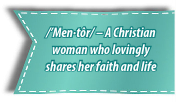 /'Men-tôr/ – A Christian
woman who lovingly
shares her faith and life